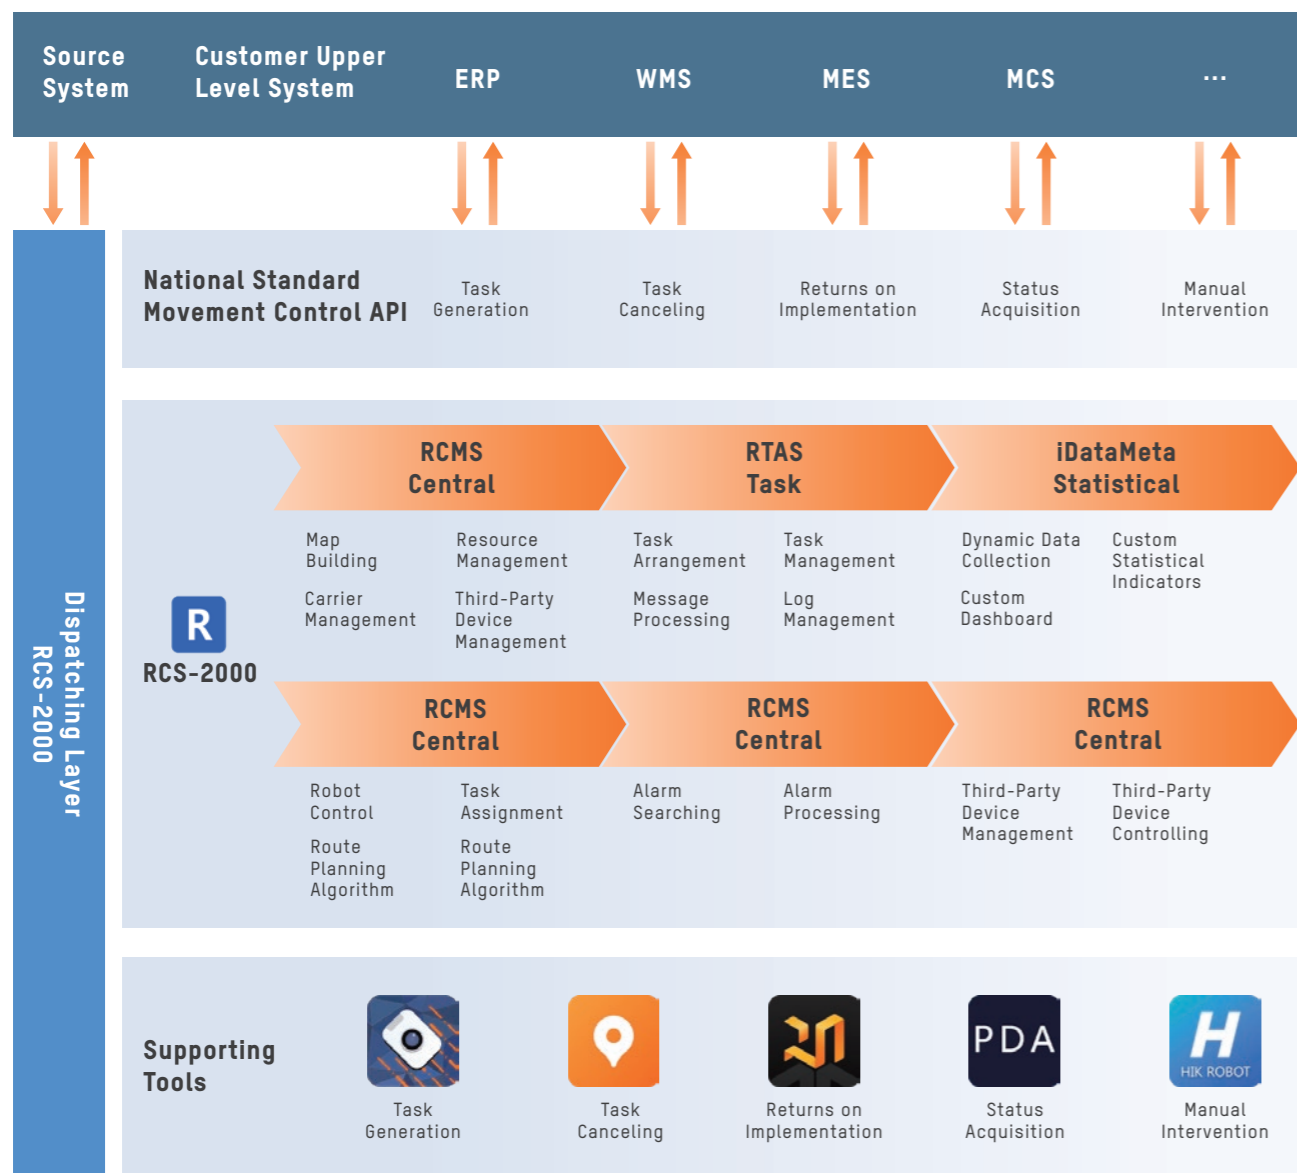 Source
System
Customer Upper
Level System
ERP
WMS
MES
MCS
...
Dispatching Layer
RCS-2000
National Standard
Movement Control API
Task
Generation
Task
Canceling
Returns on
Implementation
Status
Acquisition
Manual
Intervention
R
RCS-2000
RCMS
Central
RTAS
Task
iDataMeta
Statistical
Map
Building
Carrier
Management
Resource
Management
Third-Party
Device
Management
Task
Arrangement
Message
Processing
Task
Management
Log
Management
Dynamic Data
Collection
Custom
Dashboard
Custom
Statistical
Indicators
RCMS
Central
RCMS
Central
RCMS
Central
Robot
Control
Route
Planning
Algorithm
Task
Assignment
Route
Planning
Algorithm
Alarm
Searching
Alarm
Processing
Third-Party
Device
Management
Third-Party
Device
Controlling
Supporting
Tools
PDA
H
HIK ROBOT
Task
Generation
Task
Canceling
Returns on
Implementation
Status
Acquisition
Manual
Intervention